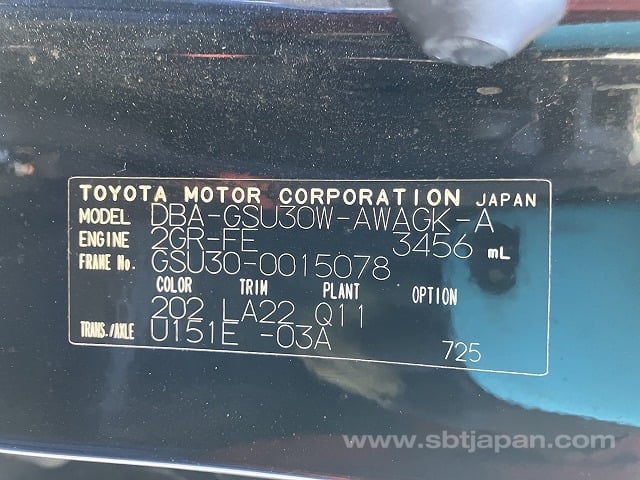 TOYOTA MOTOR CORPORATION JAPAN
MODEL DBA-GSU30W-AWAGK-A
ENGINE 2GR-FE 3456 mL
FRAME No. GSU30-0015078
COLOR TRIM PLANT OPTION
202 LA22 Q11
TRANS./AXLE U151E -03A 725
www.sbtjapan.com